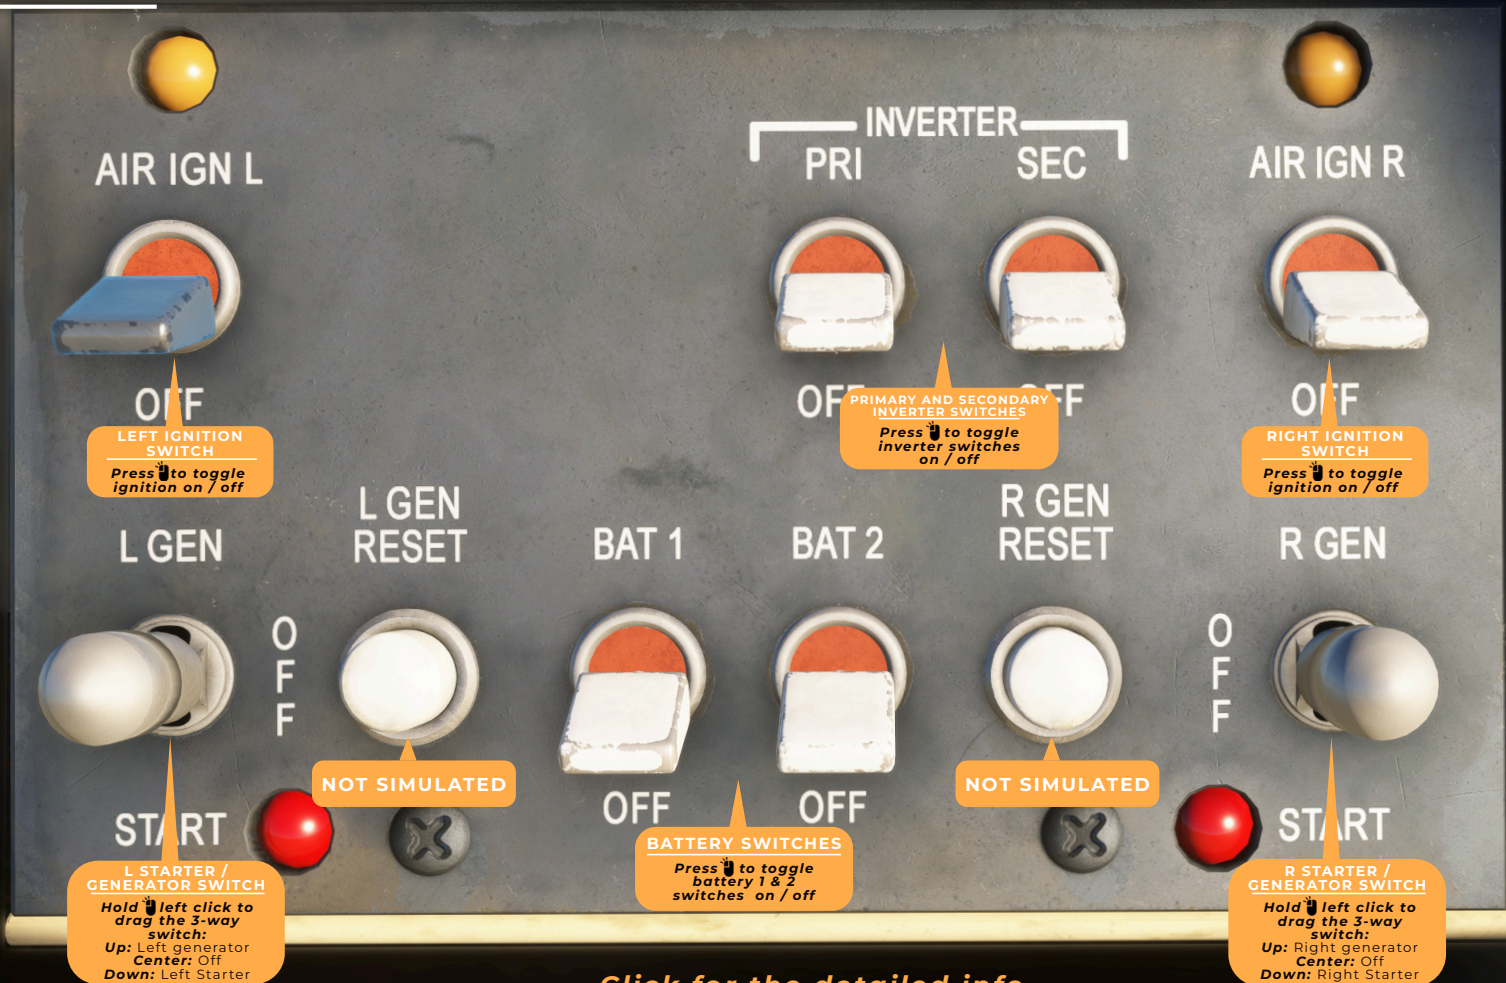 INVERTER
AIR IGN L
PRI
SEC
AIR IGN R
OFF
OFF
OFF
OFF
LEFT IGNITION
SWITCH
Press to toggle
ignition on / off
PRIMARY AND SECONDARY
INVERTER SWITCHES
Press to toggle
inverter switches
on / off
RIGHT IGNITION
SWITCH
Press to toggle
ignition on / off
L GEN
L GEN
RESET
BAT 1
BAT 2
R GEN
RESET
R GEN
O
F
F
O
F
F
NOT SIMULATED
NOT SIMULATED
START
OFF
OFF
START
L STARTER /
GENERATOR SWITCH
Hold left click to
drag the 3-way
switch:
Up: Left generator
Center: Off
Down: Left Starter
BATTERY SWITCHES
Press to toggle
battery 1 & 2
switches on / off
R STARTER /
GENERATOR SWITCH
Hold left click to
drag the 3-way
switch:
Up: Right generator
Center: Off
Down: Right Starter
Click for the detailed info